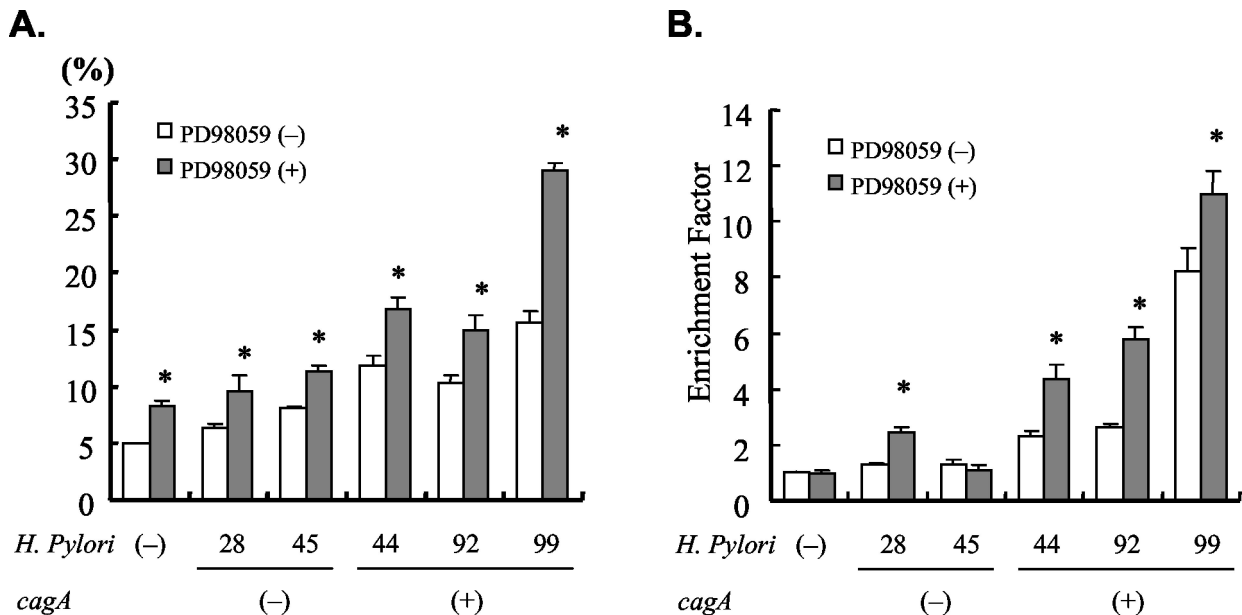 A.
(%)
35
30
25
20
15
10
5
0
PD98059 (–)
PD98059 (+)
*
*
*
*
*
*
H. Pylori (–) 28 45 44 92 99
cagA (–) (+)
B.
Enrichment Factor
14
12
10
8
6
4
2
0
PD98059 (–)
PD98059 (+)
*
*
*
*
H. Pylori (–) 28 45 44 92 99
cagA (–) (+)